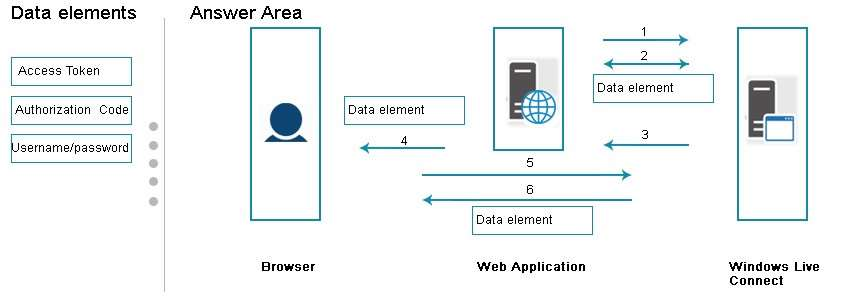 Data elements
Answer Area
Access Token
Authorization Code
Username/password
1
2
Data element
Data element
3
4
5
6
Data element
Browser
Web Application
Windows Live
Connect